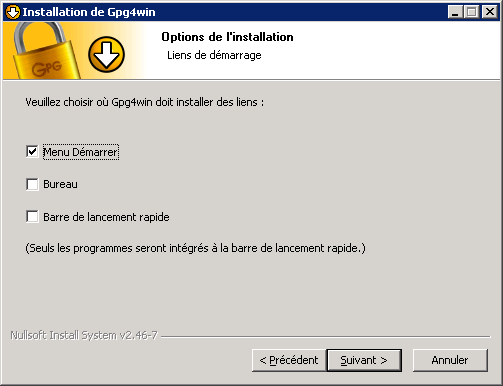 Installation de Gpg4win
GPG
Options de l'installation
Liens de démarrage
Veuillez choisir où Gpg4win doit installer des liens :
Menu Démarrer
Bureau
Barre de lancement rapide
(Seuls les programmes seront intégrés à la barre de lancement rapide.)
Nullsoft Install System v2.46-7
< Précédent Suivant > Annuler